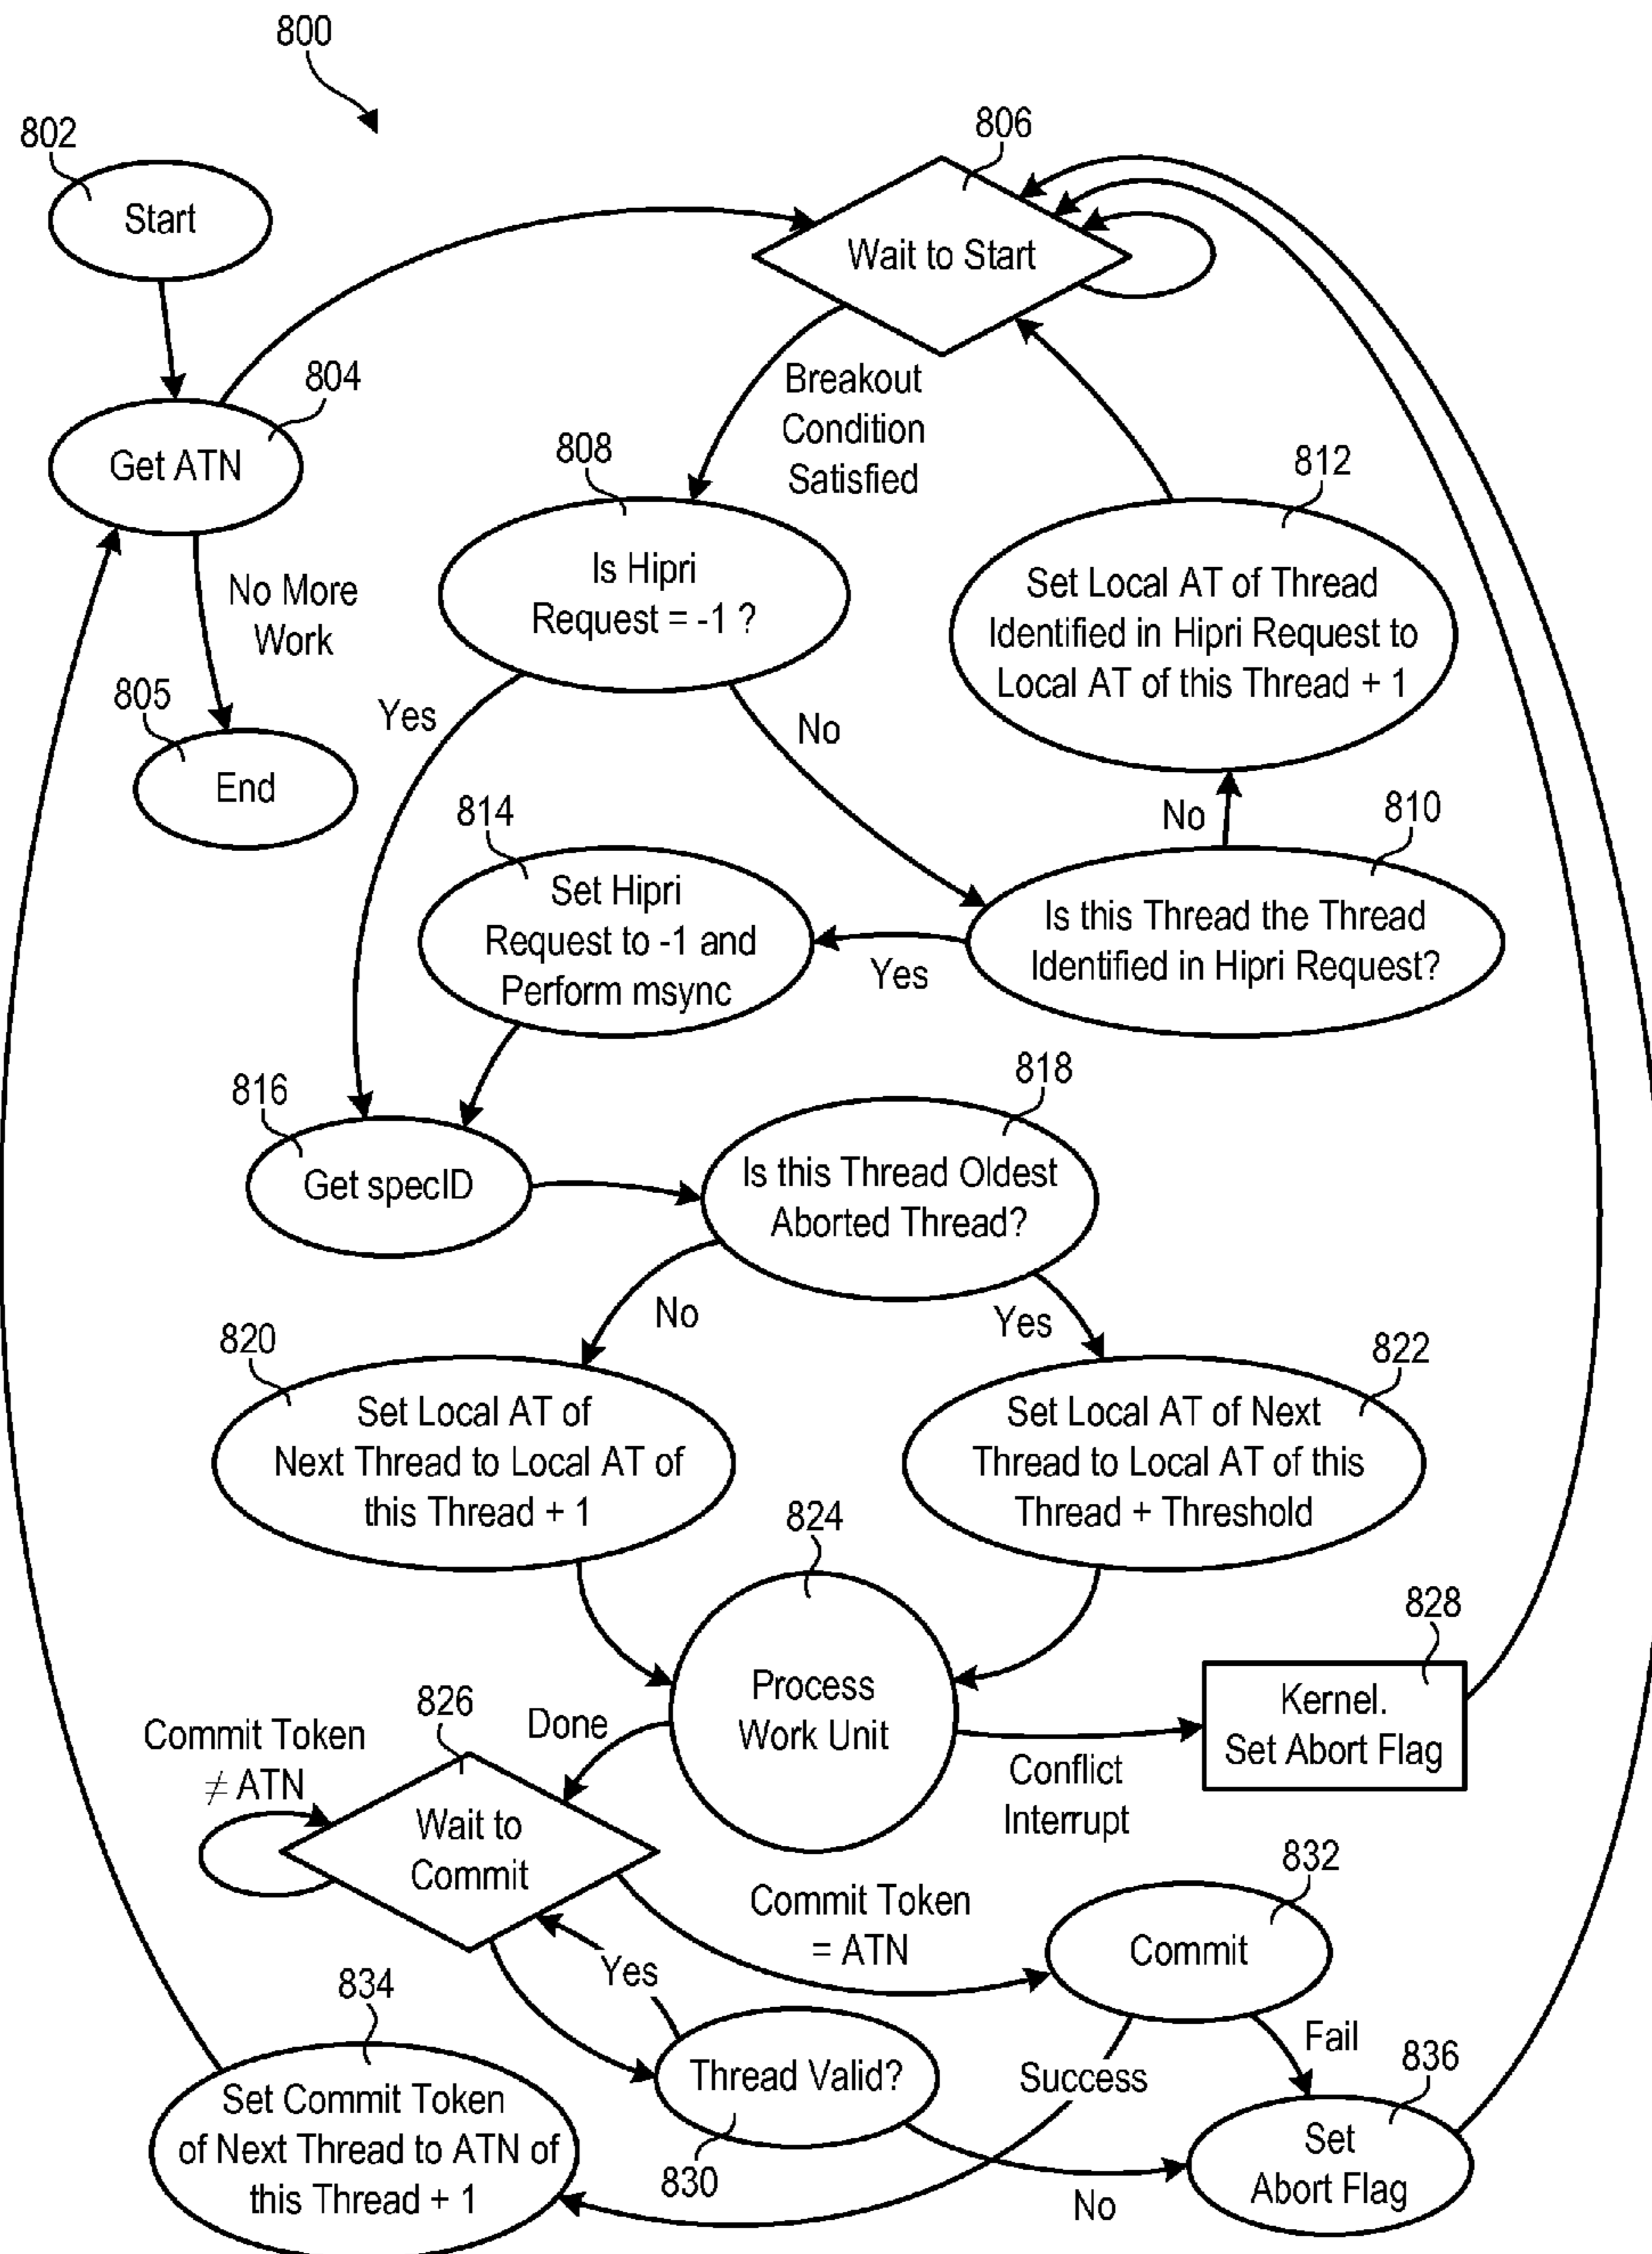 800
802
806
Start
Wait to Start
804
Breakout
Condition
Satisfied
Get ATN
808
812
No More
Work
Is Hipri
Request = -1 ?
Set Local AT of Thread
Identified in Hipri Request to
Local AT of this Thread + 1
805
Yes
No
End
814
No
810
Set Hipri
Request to -1 and
Perform msync
Yes
Is this Thread the Thread
Identified in Hipri Request?
816
818
Get specID
Is this Thread Oldest
Aborted Thread?
No
Yes
820
822
Set Local AT of
Next Thread to Local AT of
this Thread + 1
Set Local AT of Next
Thread to Local AT of this
Thread + Threshold
824
828
Process
Work Unit
Kernel.
Set Abort Flag
826
Done
Commit Token
≠ ATN
Conflict
Interrupt
Wait to
Commit
832
Commit Token
= ATN
Commit
Yes
834
Fail
836
Thread Valid?
Success
Set Commit Token
of Next Thread to ATN of
this Thread + 1
830
No
Set
Abort Flag